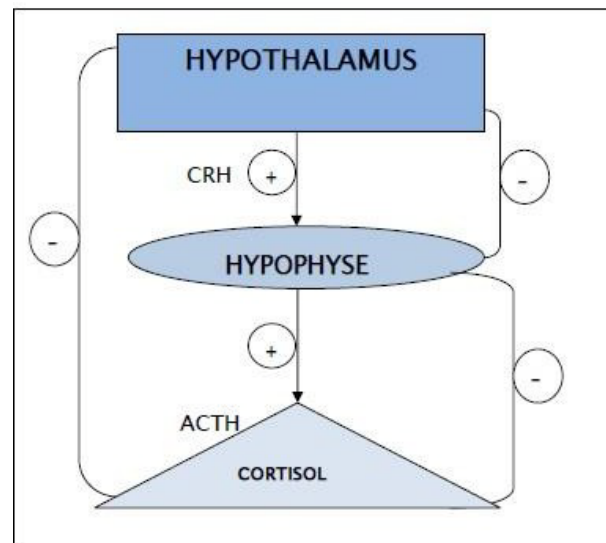 HYPOTHALAMUS
CRH
+
-
-
HYPOPHYSE
+
-
ACTH
CORTISOL